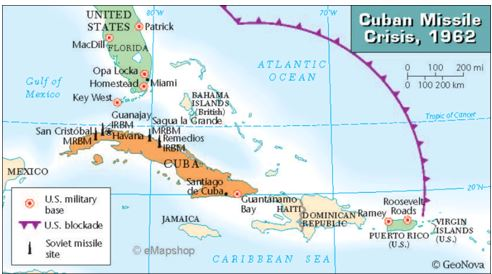 Cuban Missile
Crisis, 1962
0 100 200 mi
0 100 200 km
80°W
70°W
UNITED
STATES
Patrick
MacDill
FLORIDA
Opa Locka
Homestead
Miami
Key West
Gulf of
Mexico
ATLANTIC
OCEAN
BAHAMA
ISLANDS
(British)
Tropic of Cancer
Guanajay
IRBM
Sagua la Grande
MRBM
San Cristóbal
MRBM
Havana
Remedios
IRBM
CUBA
MEXICO
Santiago
de Cuba
Guantánamo
Bay
20°N
HAITI
DOMINICAN
REPUBLIC
Ramey
Roosevelt
Roads
PUERTO RICO
(U.S.)
VIRGIN
ISLANDS
(U.S.)
JAMAICA
CARIBBEAN SEA
U.S. military
base
U.S. blockade
Soviet missile
site
© eMapshop
© GeoNova